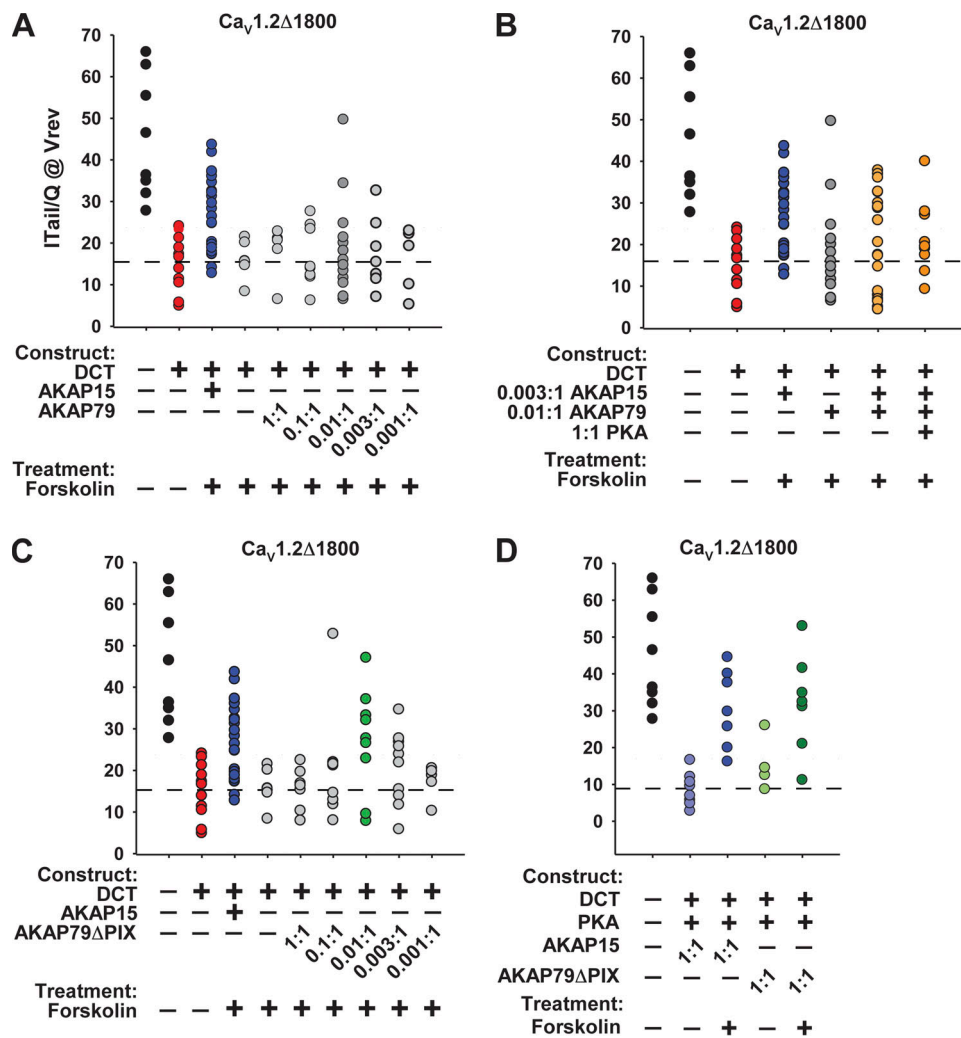 A
Ca_V1.2Δ1800
ITail/Q @ Vrev
70
60
50
40
30
20
10
0
Construct:
DCT − + + + + + + + +
AKAP15 − − + − − − − − −
AKAP79 − − − − 1:1 0.1:1 0.01:1 0.003:1 0.001:1
Treatment:
Forskolin − − + + + + + + +
B
Ca_V1.2Δ1800
70
60
50
40
30
20
10
0
Construct:
DCT − + + + + +
0.003:1 AKAP15 − − + − + +
0.01:1 AKAP79 − − − + + +
1:1 PKA − − − − − +
Treatment:
Forskolin − − + + + +
C
Ca_V1.2Δ1800
70
60
50
40
30
20
10
0
Construct:
DCT − + + + + + + + +
AKAP15 − − + − − − − − −
AKAP79ΔPIX − − − − 1:1 0.1:1 0.01:1 0.003:1 0.001:1
Treatment:
Forskolin − − + + + + + + +
D
Ca_V1.2Δ1800
70
60
50
40
30
20
10
0
Construct:
DCT − + + + +
PKA − + + + +
AKAP15 − 1:1 1:1 − −
AKAP79ΔPIX − − − 1:1 1:1
Treatment:
Forskolin − − + − +